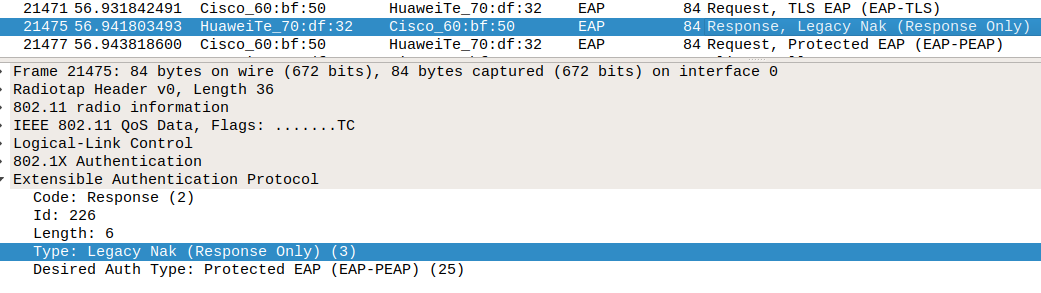 21471 56.931842491 Cisco_60:bf:50 HuaweiTe_70:df:32 EAP 84 Request, TLS EAP (EAP-TLS)
21475 56.941803493 HuaweiTe_70:df:32 Cisco_60:bf:50 EAP 84 Response, Legacy Nak (Response Only)
21477 56.943818600 Cisco_60:bf:50 HuaweiTe_70:df:32 EAP 84 Request, Protected EAP (EAP-PEAP)
Frame 21475: 84 bytes on wire (672 bits), 84 bytes captured (672 bits) on interface 0
Radiotap Header v0, Length 36
802.11 radio information
IEEE 802.11 QoS Data, Flags: .......TC
Logical-Link Control
802.1X Authentication
Extensible Authentication Protocol
Code: Response (2)
Id: 226
Length: 6
Type: Legacy Nak (Response Only) (3)
Desired Auth Type: Protected EAP (EAP-PEAP) (25)